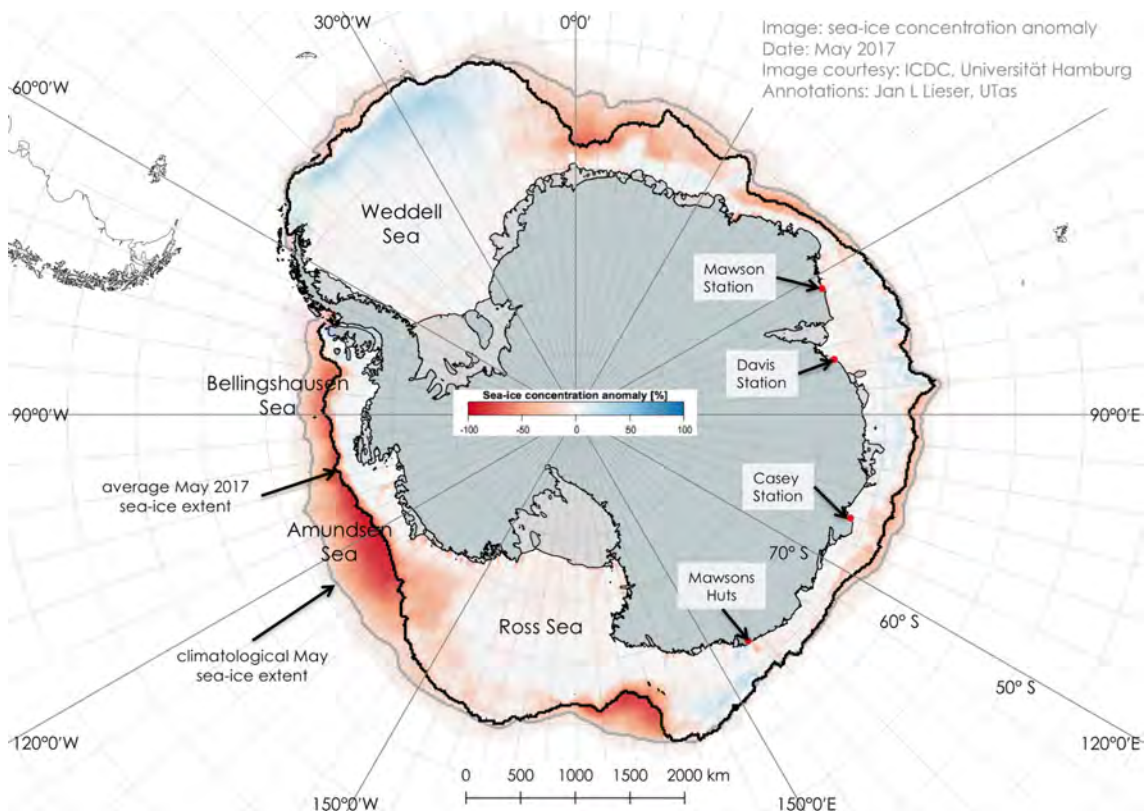 30°0'W
0°0'
Image: sea-ice concentration anomaly
Date: May 2017
Image courtesy: ICDC, Universität Hamburg
Annotations: Jan L Lieser, UTas
60°0'W
Weddell
Sea
Mawson
Station
Davis
Station
Bellingshausen
Sea
90°0'W
Sea-ice concentration anomaly [%]
-100
-50
0
50
100
90°0'E
average May 2017
sea-ice extent
Casey
Station
Amundsen
Sea
70° S
Mawsons
Huts
Ross Sea
60° S
climatological May
sea-ice extent
50° S
120°0'W
120°0'E
0 500 1000 1500 2000 km
150°0'W
150°0'E